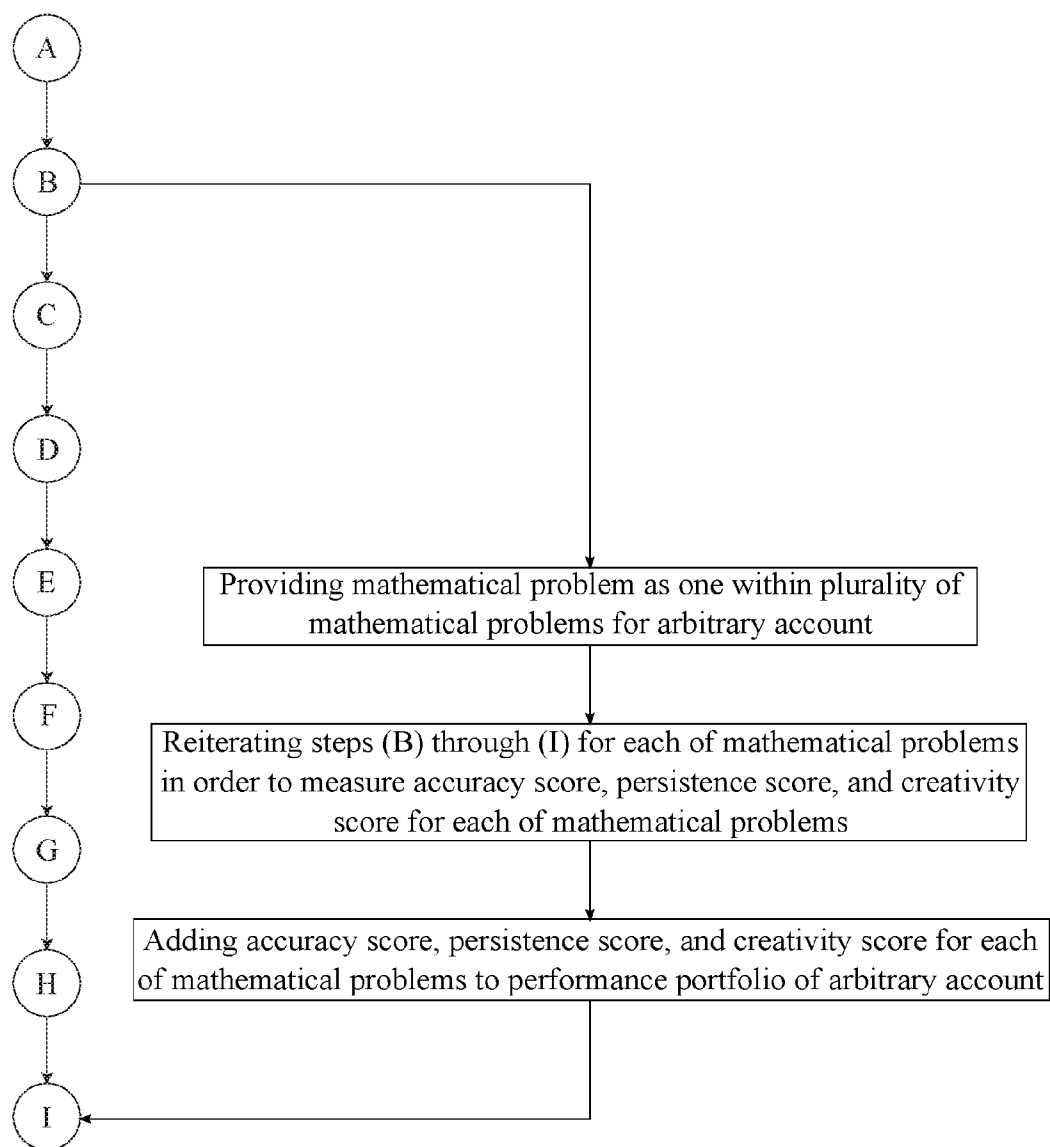 A
B
C
D
E
Providing mathematical problem as one within plurality of
mathematical problems for arbitrary account
F
Reiterating steps (B) through (I) for each of mathematical problems
in order to measure accuracy score, persistence score, and creativity
score for each of mathematical problems
G
Adding accuracy score, persistence score, and creativity score for each
of mathematical problems to performance portfolio of arbitrary account
H
I